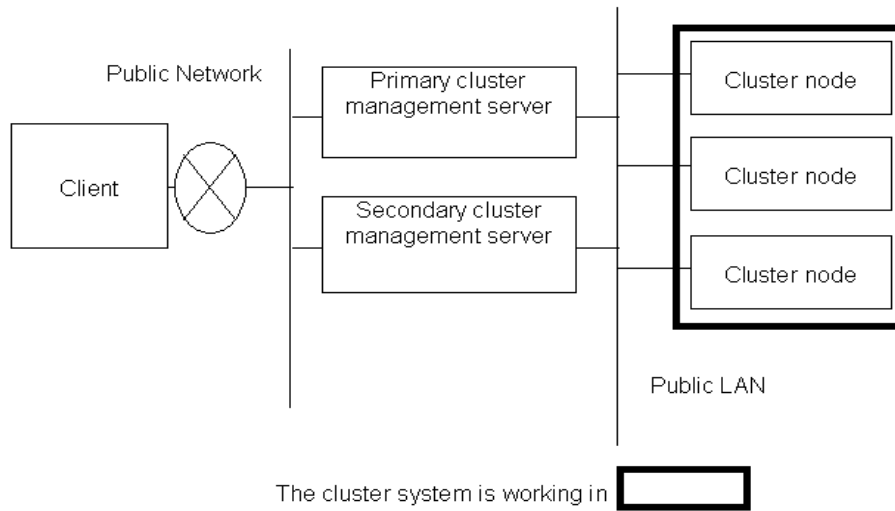 Public Network
Primary cluster
management server
Cluster node
Client
Cluster node
Secondary cluster
management server
Cluster node
Public LAN
The cluster system is working in